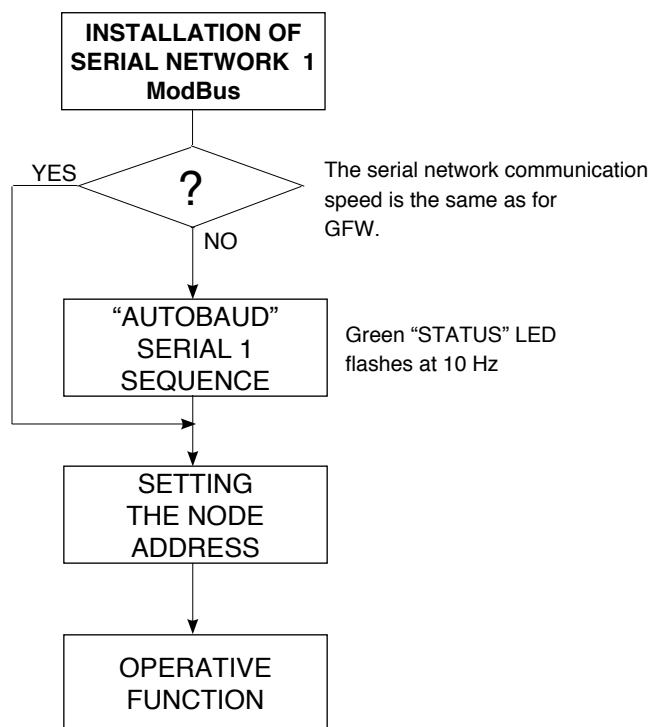 INSTALLATION OF
SERIAL NETWORK 1
ModBus
YES
?
The serial network communication
speed is the same as for
GFW.
NO
“AUTOBAUD”
SERIAL 1
SEQUENCE
Green “STATUS” LED
flashes at 10 Hz
SETTING
THE NODE
ADDRESS
OPERATIVE
FUNCTION